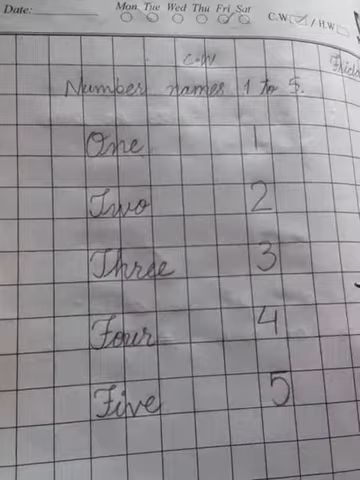 Date:
Mon Tue Wed Thu Fri Sat
C.W / H.W
C.W
Number names 1 to 5.
One 1
Two 2
Three 3
Four 4
Five 5